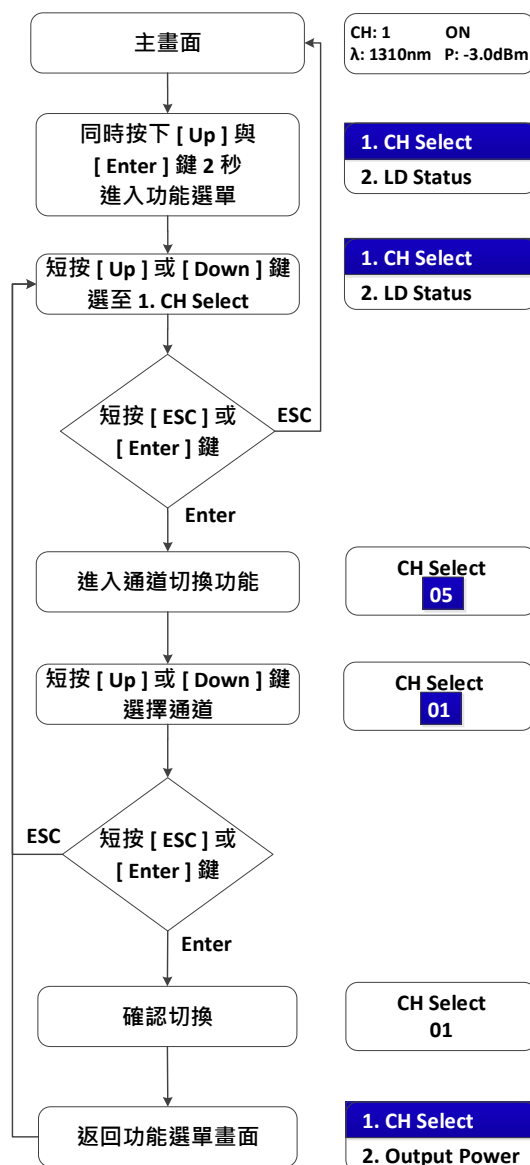 主畫面
CH: 1 ON
λ: 1310nm P: -3.0dBm
同時按下 [ Up ] 與
[ Enter ] 鍵 2 秒
進入功能選單
1. CH Select
2. LD Status
短按 [ Up ] 或 [ Down ] 鍵
選至 1. CH Select
1. CH Select
2. LD Status
短按 [ ESC ] 或
[ Enter ] 鍵
ESC
Enter
進入通道切換功能
CH Select
05
短按 [ Up ] 或 [ Down ] 鍵
選擇通道
CH Select
01
ESC
短按 [ ESC ] 或
[ Enter ] 鍵
Enter
確認切換
CH Select
01
返回功能選單畫面
1. CH Select
2. Output Power